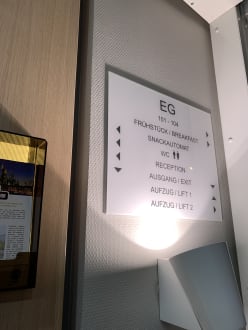 EG
101 - 104
FRÜHSTÜCK / BREAKFAST
SNACKAUTOMAT
WC
RECEPTION
AUSGANG / EXIT
AUFZUG / LIFT 1
AUFZUG / LIFT 2